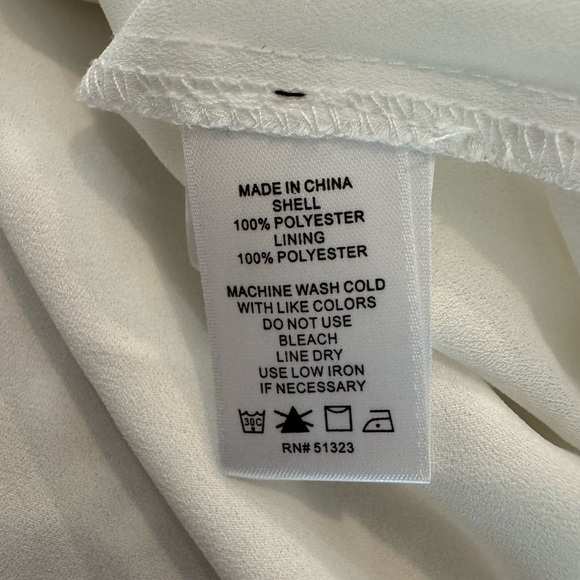 MADE IN CHINA
SHELL
100% POLYESTER
LINING
100% POLYESTER
MACHINE WASH COLD
WITH LIKE COLORS
DO NOT USE
BLEACH
LINE DRY
USE LOW IRON
IF NECESSARY
30C
RN# 51323